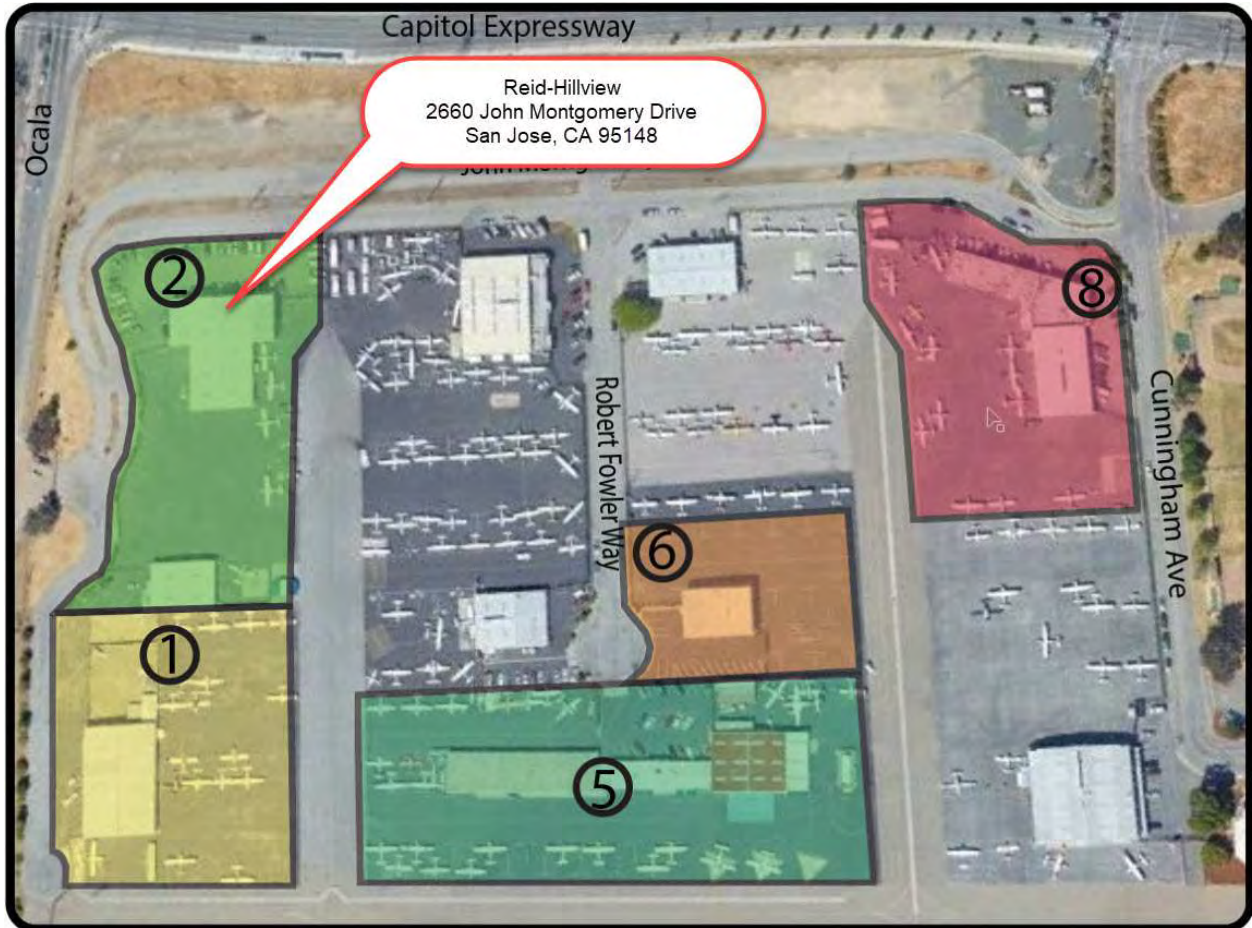 Capitol Expressway
Reid-Hillview
2660 John Montgomery Drive
San Jose, CA 95148
Ocala
2
8
Robert Fowler Way
Cunningham Ave
6
1
5